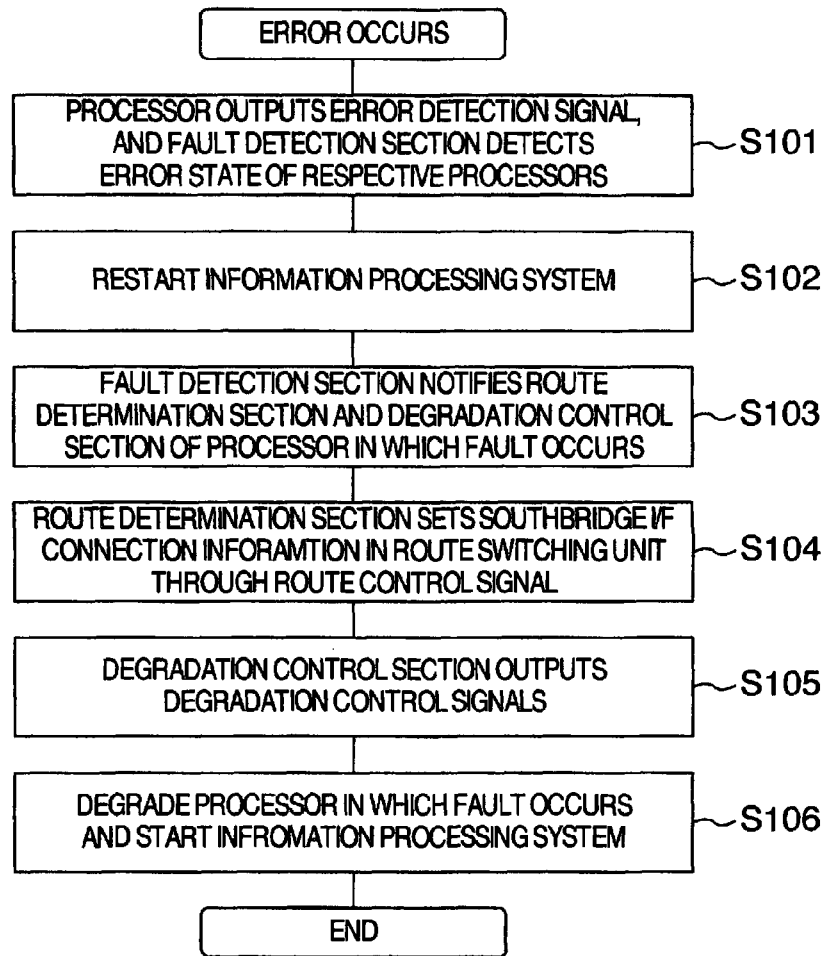 ERROR OCCURS
PROCESSOR OUTPUTS ERROR DETECTION SIGNAL,
AND FAULT DETECTION SECTION DETECTS
ERROR STATE OF RESPECTIVE PROCESSORS
S101
RESTART INFORMATION PROCESSING SYSTEM
S102
FAULT DETECTION SECTION NOTIFIES ROUTE
DETERMINATION SECTION AND DEGRADATION CONTROL
SECTION OF PROCESSOR IN WHICH FAULT OCCURS
S103
ROUTE DETERMINATION SECTION SETS SOUTHBRIDGE I/F
CONNECTION INFORAMTION IN ROUTE SWITCHING UNIT
THROUGH ROUTE CONTROL SIGNAL
S104
DEGRADATION CONTROL SECTION OUTPUTS
DEGRADATION CONTROL SIGNALS
S105
DEGRADE PROCESSOR IN WHICH FAULT OCCURS
AND START INFROMATION PROCESSING SYSTEM
S106
END